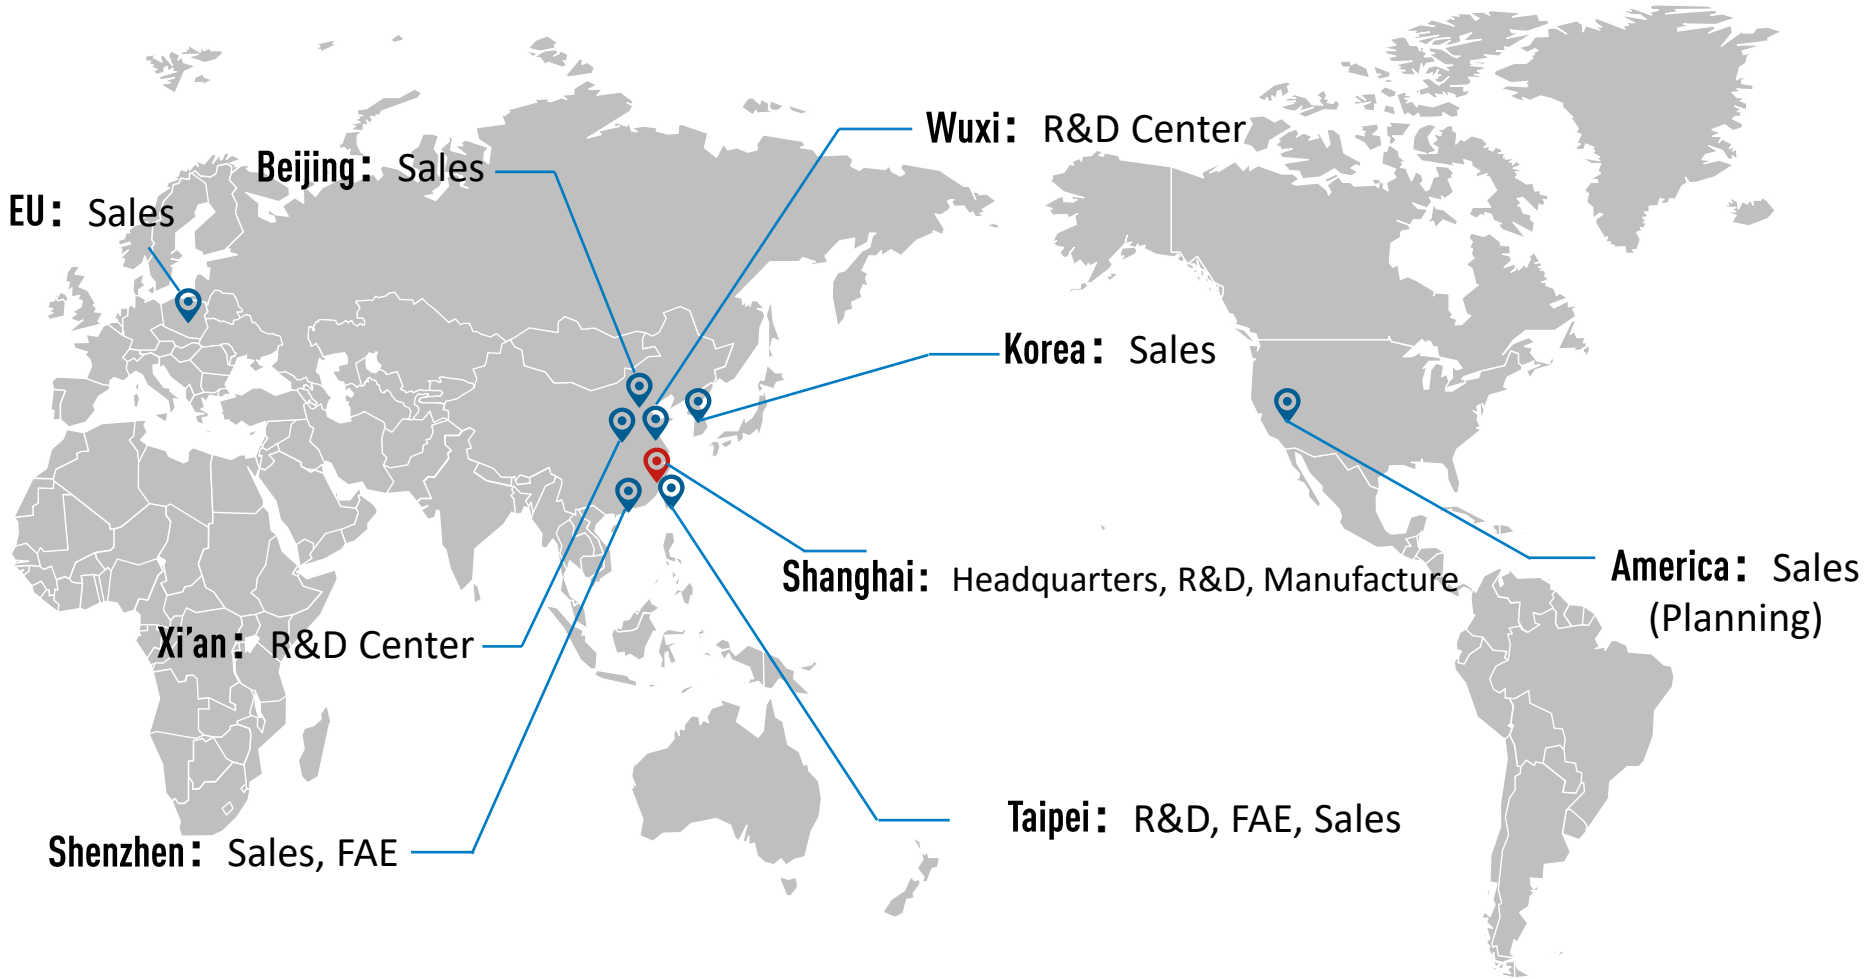 Wuxi： R&D Center
Beijing： Sales
EU： Sales
Korea： Sales
Shanghai： Headquarters, R&D, Manufacture
America： Sales
(Planning)
Xi’an： R&D Center
Taipei： R&D, FAE, Sales
Shenzhen： Sales, FAE